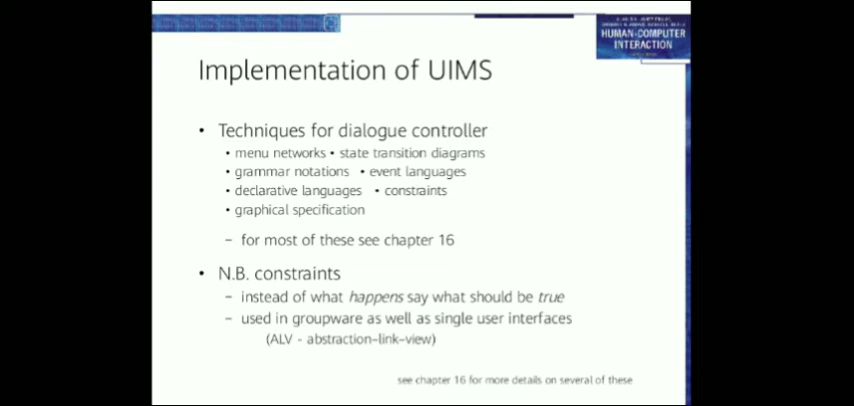 HUMAN-COMPUTER
INTERACTION
Implementation of UIMS
• Techniques for dialogue controller
• menu networks • state transition diagrams
• grammar notations • event languages
• declarative languages • constraints
• graphical specification
– for most of these see chapter 16
• N.B. constraints
– instead of what happens say what should be true
– used in groupware as well as single user interfaces
(ALV - abstraction–link–view)
see chapter 16 for more details on several of these